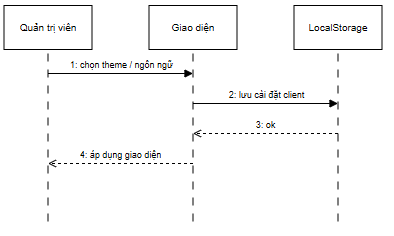 Quản trị viên
Giao diện
LocalStorage
1: chọn theme / ngôn ngữ
2: lưu cài đặt client
3: ok
4: áp dụng giao diện